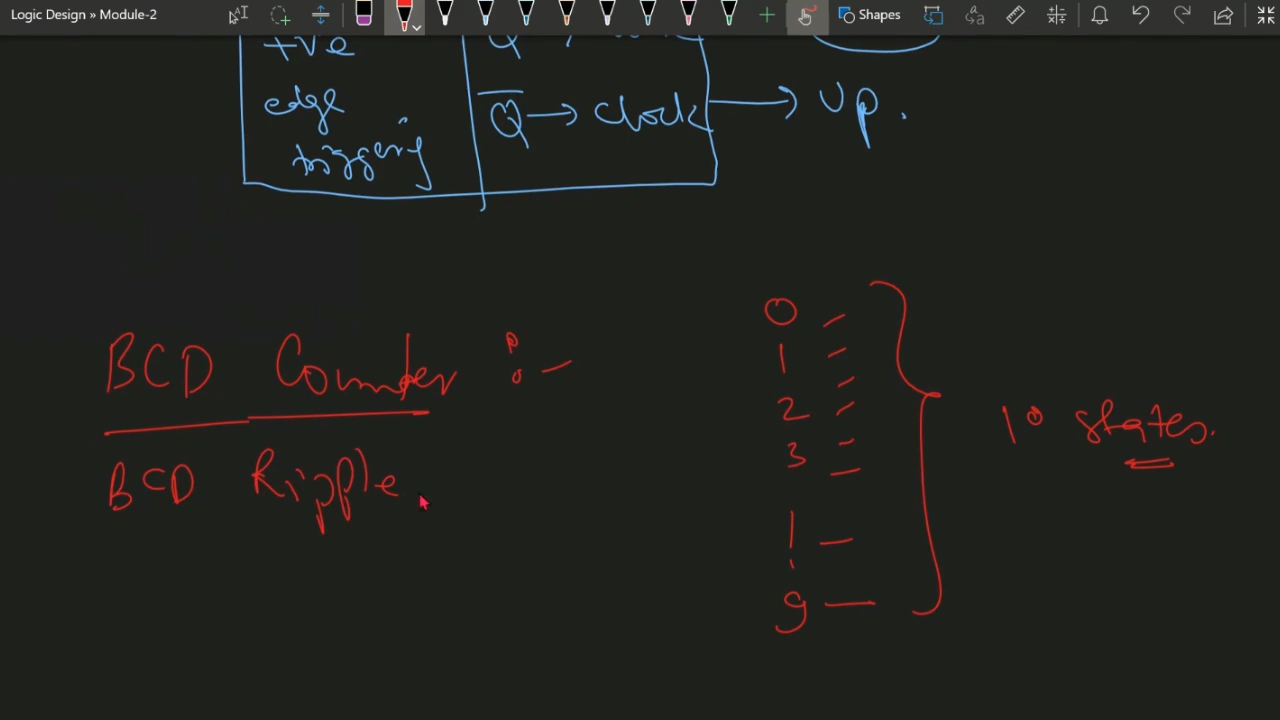 Logic Design » Module-2
Shapes
+ve
edge
triggering
Q̅ → clock → Up.
BCD Counter :-
BCD Ripple
0 -
1 -
2 -
3 -
9 -
10 states.